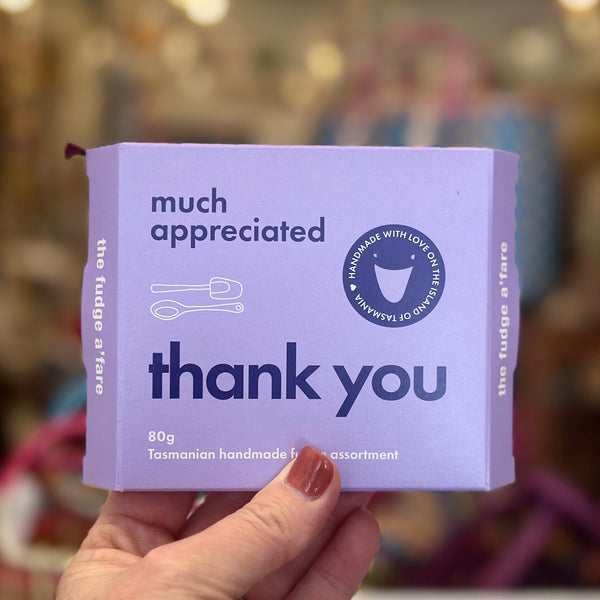 much
appreciated
HANDMADE WITH LOVE ON THE ISLAND OF TASMANIA
the fudge a'fare
the fudge a'fare
thank you
80g
Tasmanian handmade assortment